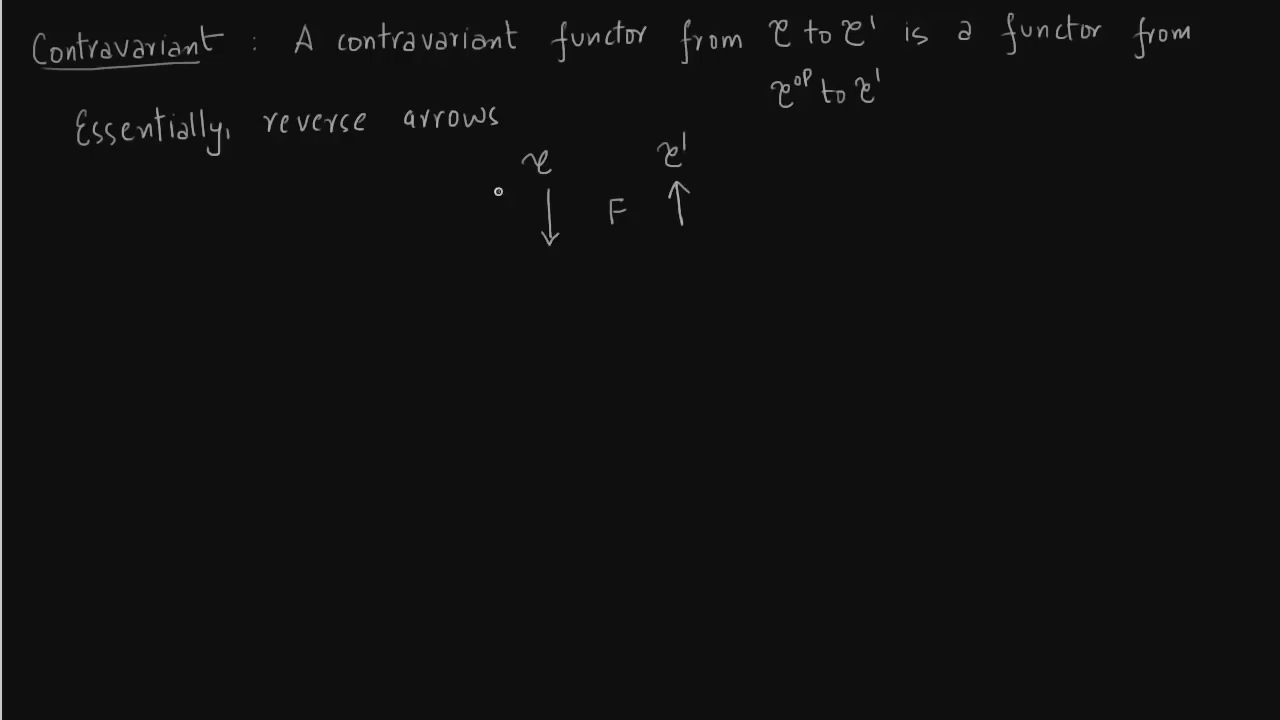 Contravariant : A contravariant functor from 𝒞 to 𝒞' is a functor from
𝒞ᵒᵖ to 𝒞'
Essentially, reverse arrows
𝒞 𝒞'
↓ F ↑